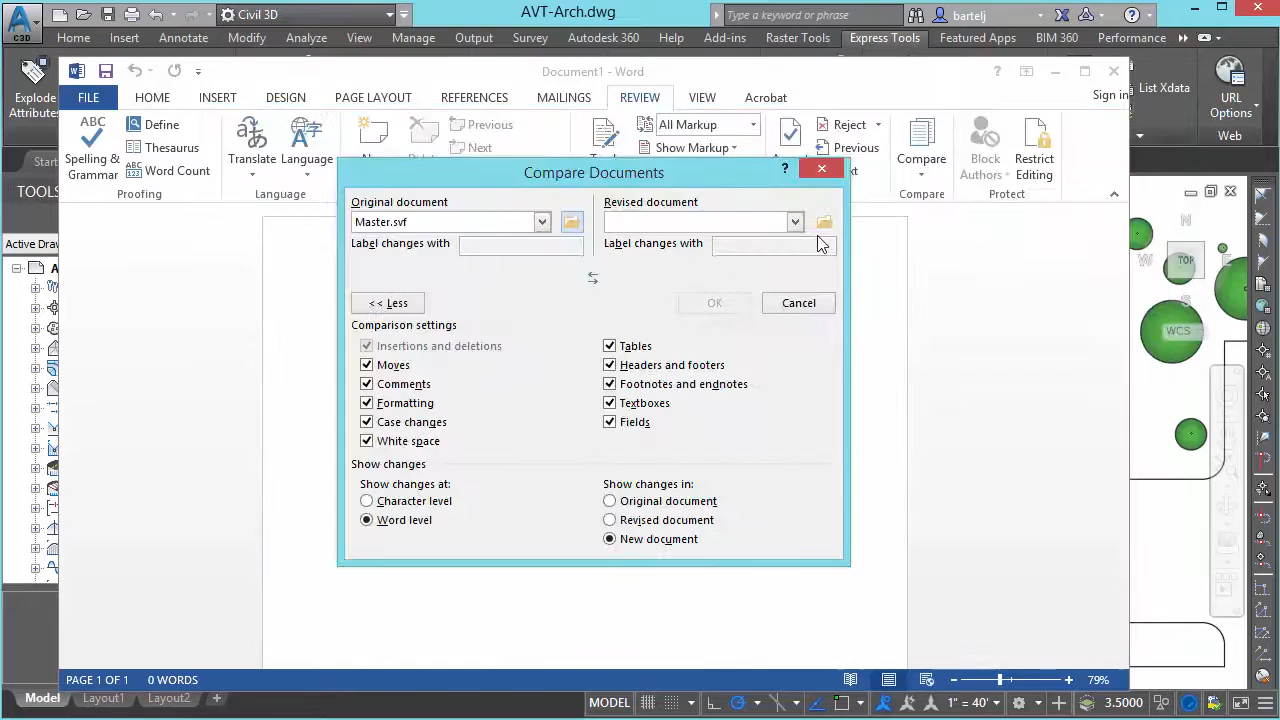 Civil 3D
AVT-Arch.dwg
Type a keyword or phrase
bartelj
C3D
Home Insert Annotate Modify Analyze View Manage Output Survey Autodesk 360 Help Add-ins Raster Tools Express Tools Featured Apps BIM 360 Performance
Explode
Attributes
List Xdata
URL
Options
Web
Document1 - Word
FILE HOME INSERT DESIGN PAGE LAYOUT REFERENCES MAILINGS REVIEW VIEW Acrobat
Sign in
ABC
Spelling &
Grammar
Define
Thesaurus
ABC
123
Word Count
Proofing
Translate
Language
Language
Previous
Next
All Markup
Show Markup
Reject
Previous
Compare
Compare
Block
Authors
Restrict
Editing
Protect
Start
TOOLS
Active Draw
A
Compare Documents
?
Original document
Master.svf
Label changes with
Revised document
Label changes with
<< Less
OK
Cancel
Comparison settings
Insertions and deletions
Moves
Comments
Formatting
Case changes
White space
Tables
Headers and footers
Footnotes and endnotes
Textboxes
Fields
Show changes
Show changes at:
Character level
Word level
Show changes in:
Original document
Revised document
New document
W
TOP
E
S
WCS
PAGE 1 OF 1 0 WORDS
79%
Model Layout1 Layout2 +
MODEL
1" = 40'
3.5000